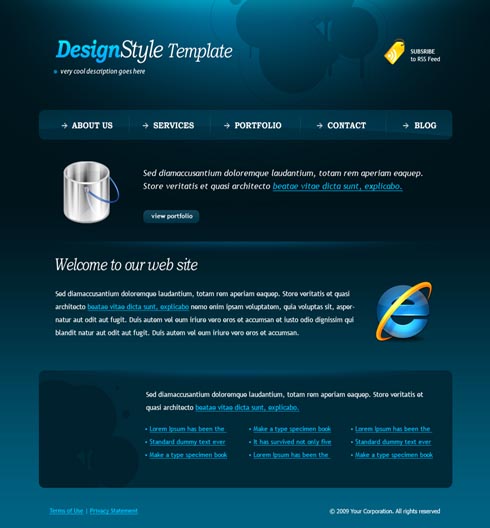 DesignStyle Template
very cool description goes here
SUBSRIBE
to RSS Feed
ABOUT US
SERVICES
PORTFOLIO
CONTACT
BLOG
Sed diamaccusantium doloremque laudantium, totam rem aperiam eaquep.
Store veritatis et quasi architecto beatae vitae dicta sunt, explicabo.
view portfolio
Welcome to our web site
Sed diamaccusantium doloremque laudantium, totam rem aperiam eaquep. Store veritatis et quasi
architecto beatae vitae dicta sunt, explicabo nemo enim ipsam voluptatem, quia voluptas sit, asper-
natur aut odit aut fugit. Duis autem vel eum iriure vero eros et accumsan et iusto odio dignissim qui
blandit natur aut odit aut fugit. Duis autem vel eum iriure vero eros et accumsan.
Sed diamaccusantium doloremque laudantium, totam rem aperiam eaquep. Store veritatis et
quasi architecto beatae vitae dicta sunt, explicabo.
• Lorem Ipsum has been the
• Standard dummy text ever
• Make a type specimen book
• Make a type specimen book
• It has survived not only five
• Lorem Ipsum has been the
• Lorem Ipsum has been the
• Standard dummy text ever
• Make a type specimen book
Terms of Use | Privacy Statement
© 2009 Your Corporation. All rights reserved